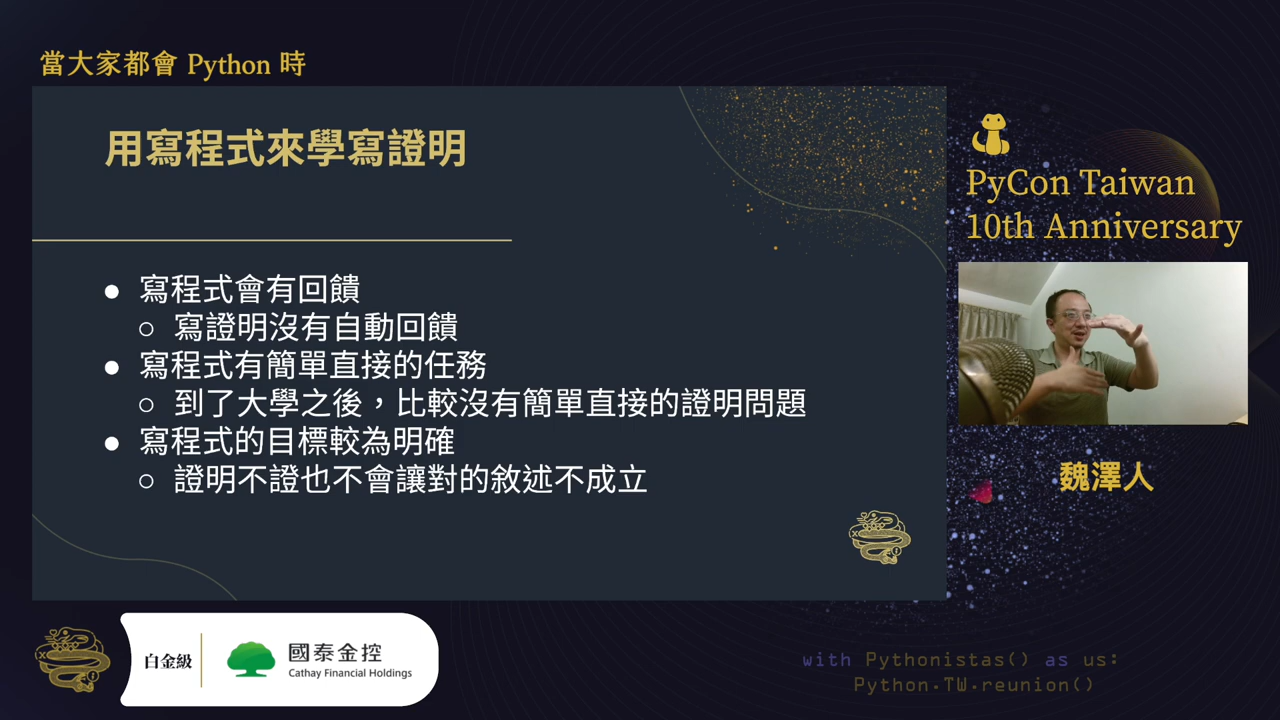 當大家都會 Python 時
用寫程式來學寫證明
● 寫程式會有回饋
○ 寫證明沒有自動回饋
● 寫程式有簡單直接的任務
○ 到了大學之後，比較沒有簡單直接的證明問題
● 寫程式的目標較為明確
○ 證明不證也不會讓對的敘述不成立
PyCon Taiwan
10th Anniversary
魏澤人
白金級
國泰金控
Cathay Financial Holdings
with Pythonistas() as us:
Python.TW.reunion()